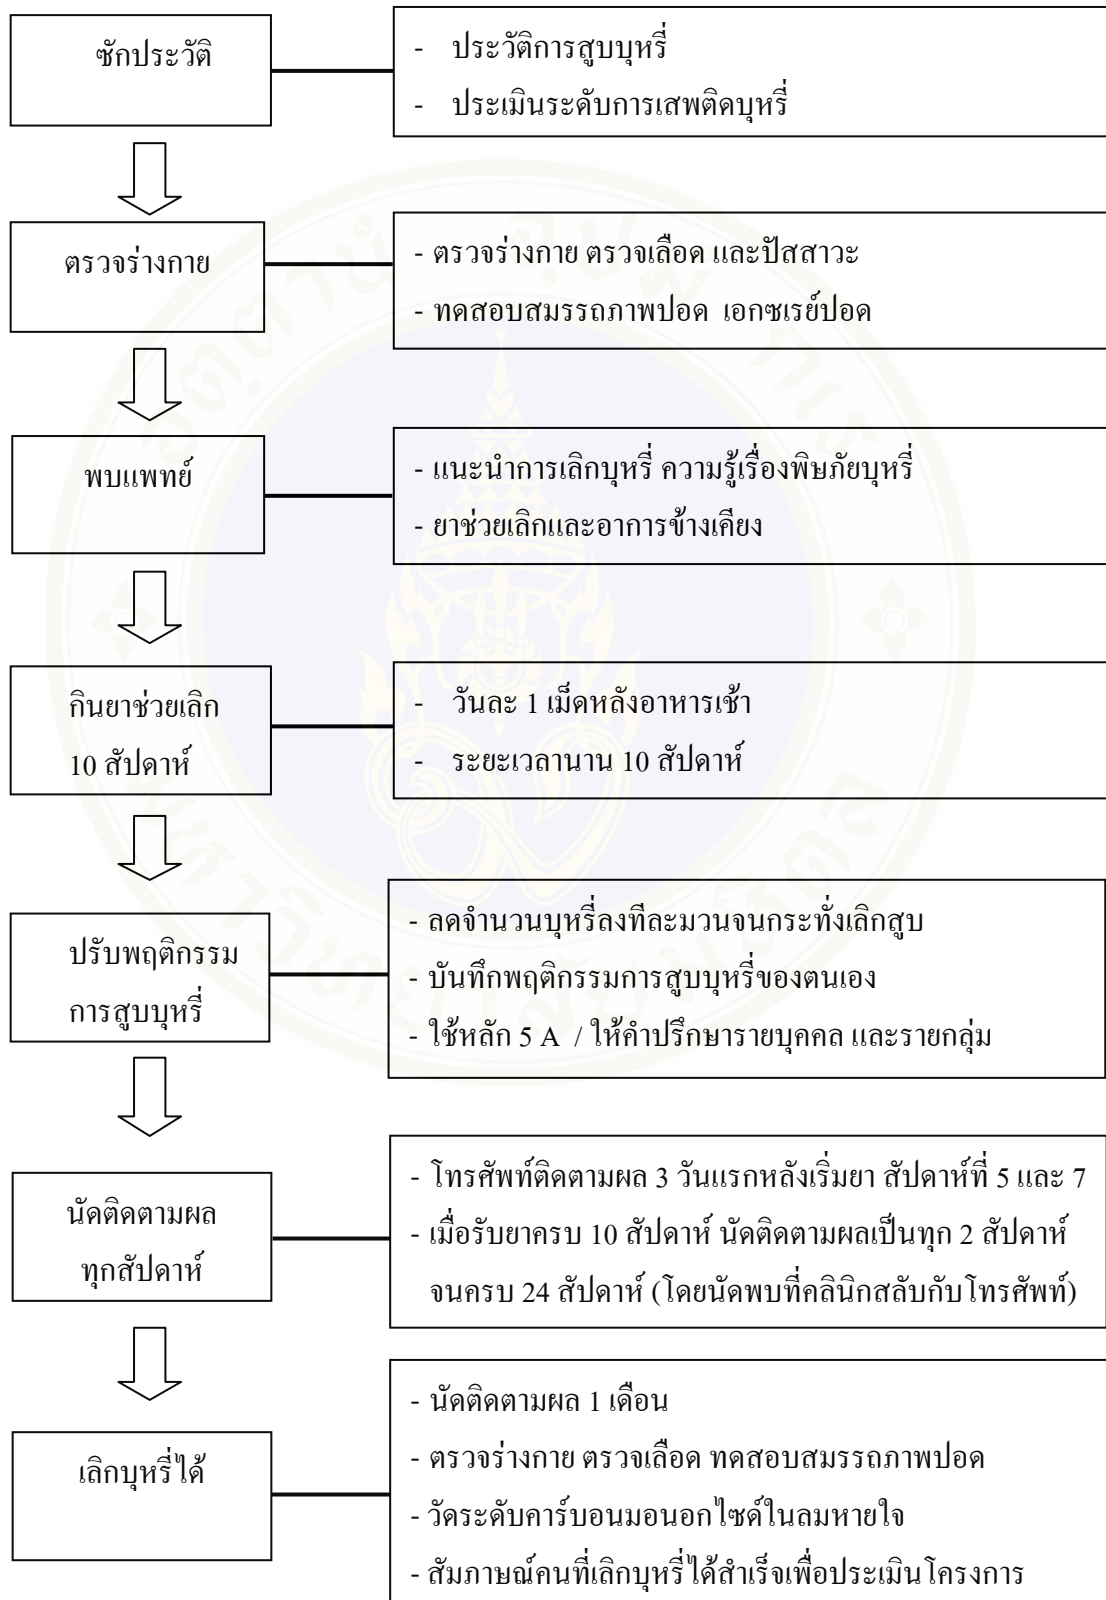 ซักประวัติ
- ประวัติการสูบบุหรี่
- ประเมินระดับการเสพติดบุหรี่
ตรวจร่างกาย
- ตรวจร่างกาย ตรวจเลือด และปัสสาวะ
- ทดสอบสมรรถภาพปอด เอกซเรย์ปอด
พบแพทย์
- แนะนำการเลิกบุหรี่ ความรู้เรื่องพิษภัยบุหรี่
- ยาช่วยเลิกและอาการข้างเคียง
กินยาช่วยเลิก
10 สัปดาห์
- วันละ 1 เม็ดหลังอาหารเช้า
- ระยะเวลานาน 10 สัปดาห์
ปรับพฤติกรรม
การสูบบุหรี่
- ลดจำนวนบุหรี่ลงทีละมวนจนกระทั่งเลิกสูบ
- บันทึกพฤติกรรมการสูบบุหรี่ของตนเอง
- ใช้หลัก 5 A / ให้คำปรึกษารายบุคคล และรายกลุ่ม
นัดติดตามผล
ทุกสัปดาห์
- โทรศัพท์ติดตามผล 3 วันแรกหลังเริ่มยา สัปดาห์ที่ 5 และ 7
- เมื่อรับยาครบ 10 สัปดาห์ นัดติดตามผลเป็นทุก 2 สัปดาห์
จนครบ 24 สัปดาห์ (โดยนัดพบที่คลินิกสลับกับโทรศัพท์)
เลิกบุหรี่ได้
- นัดติดตามผล 1 เดือน
- ตรวจร่างกาย ตรวจเลือด ทดสอบสมรรถภาพปอด
- วัดระดับคาร์บอนมอนอกไซด์ในลมหายใจ
- สัมภาษณ์คนที่เลิกบุหรี่ได้สำเร็จเพื่อประเมินโครงการ
อตฺตานํ อุปมํ กเร
มหาวิทยาลัยมหิดล